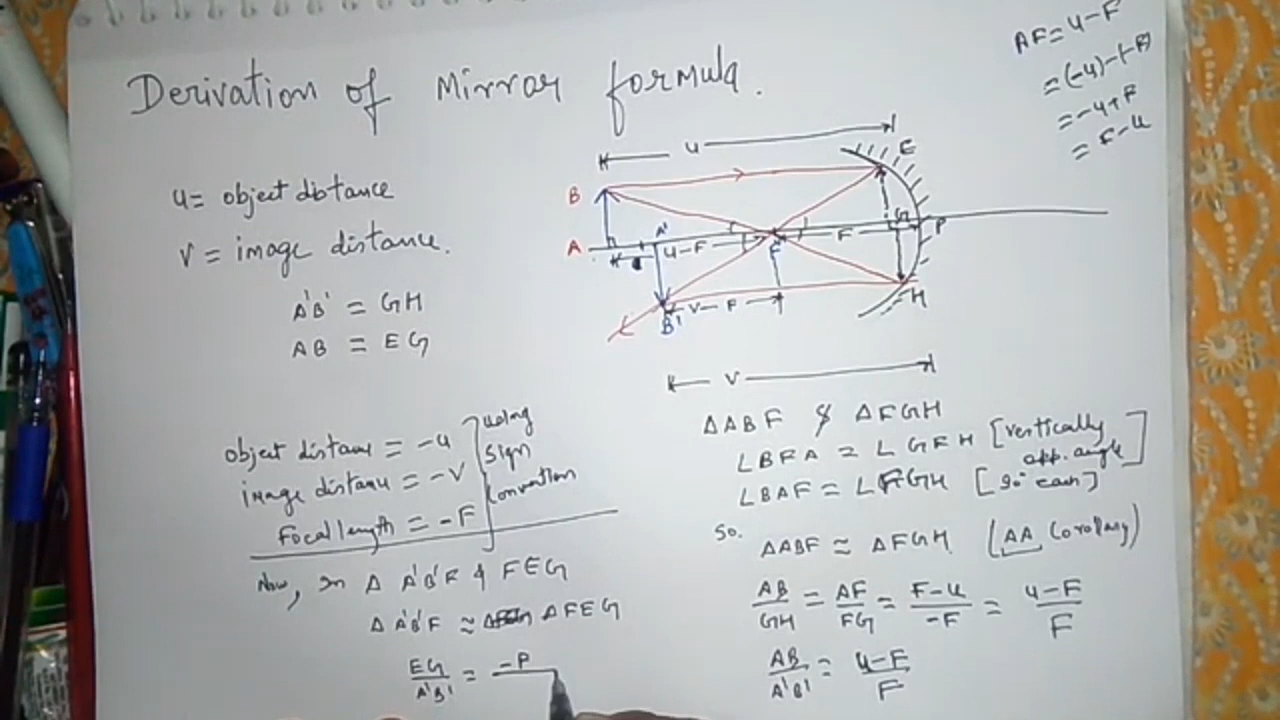 Derivation of Mirror formula.
AF = u-F
= (-u)-(-F)
= -u+F
= F-u
u = object distance
v = image distance.
A'B' = GH
AB = EG
u
B
E
A
A'
u-F
F
F
G
P
B'
v-F
H
v
object distance = -u
image distance = -v
Focal length = -F
using
sign
convention
Now, In Δ A'B'F & FEG
Δ A'B'F ≈ Δ FEG
EG/A'B' = -F
ΔABF & ΔFGH
∠BFA = ∠GFH [vertically opp. angle]
∠BAF = ∠FGH [90° each]
So.
ΔABF ≈ ΔFGH (AA corollary)
AB/GH = AF/FG = F-u/-F = u-F/F
AB/A'B' = u-F/F